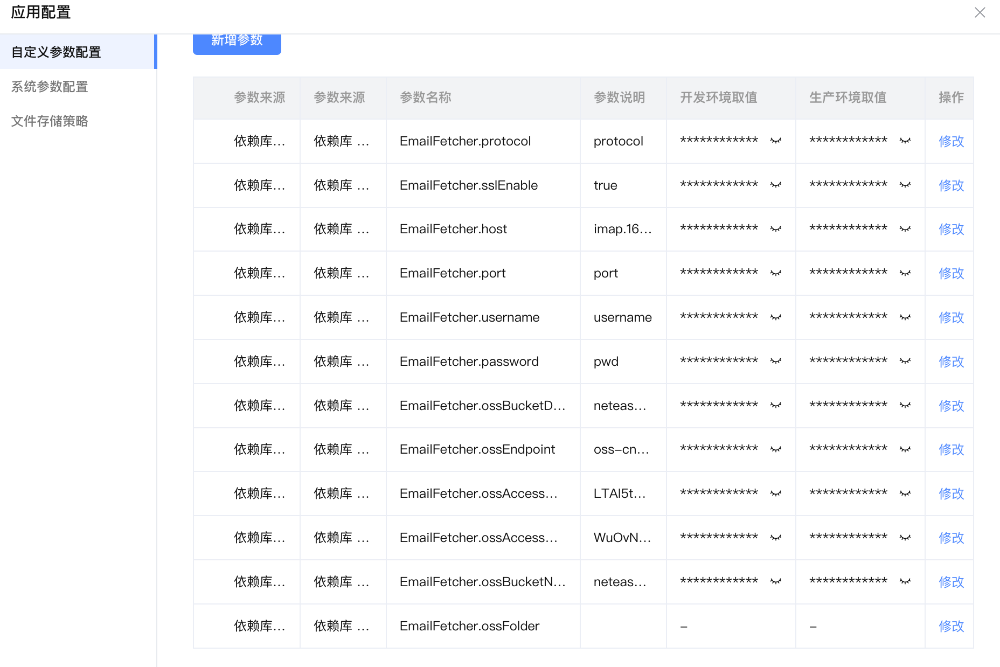 应用配置
自定义参数配置
系统参数配置
文件存储策略
新增参数
参数来源 参数来源 参数名称 参数说明 开发环境取值 生产环境取值 操作
依赖库... 依赖库 ... EmailFetcher.protocol protocol ************ ************ 修改
依赖库... 依赖库 ... EmailFetcher.sslEnable true ************ ************ 修改
依赖库... 依赖库 ... EmailFetcher.host imap.16... ************ ************ 修改
依赖库... 依赖库 ... EmailFetcher.port port ************ ************ 修改
依赖库... 依赖库 ... EmailFetcher.username username ************ ************ 修改
依赖库... 依赖库 ... EmailFetcher.password pwd ************ ************ 修改
依赖库... 依赖库 ... EmailFetcher.ossBucketD... neteas... ************ ************ 修改
依赖库... 依赖库 ... EmailFetcher.ossEndpoint oss-cn... ************ ************ 修改
依赖库... 依赖库 ... EmailFetcher.ossAccess... LTAI5t... ************ ************ 修改
依赖库... 依赖库 ... EmailFetcher.ossAccess... WuOvN... ************ ************ 修改
依赖库... 依赖库 ... EmailFetcher.ossBucketN... neteas... ************ ************ 修改
依赖库... 依赖库 ... EmailFetcher.ossFolder - - 修改